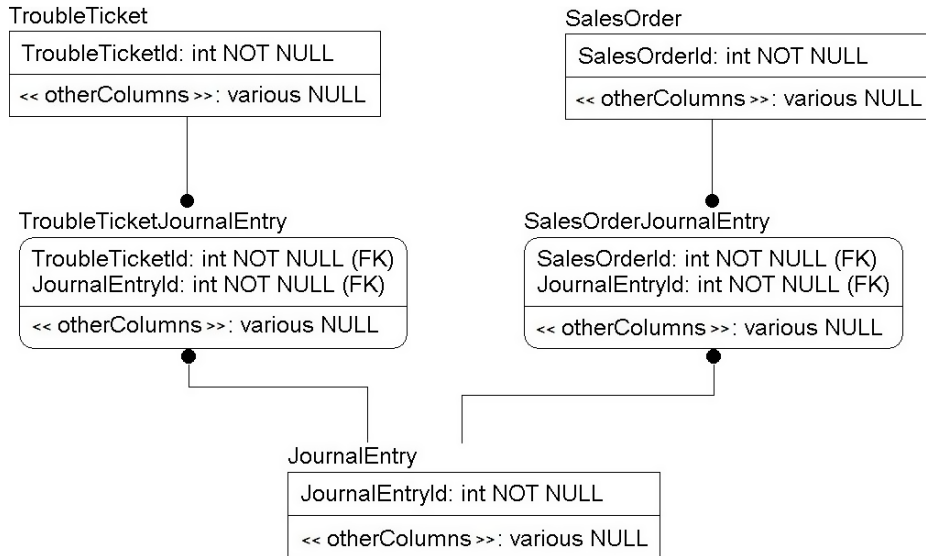 TroubleTicket
TroubleTicketId: int NOT NULL
<< otherColumns >>: various NULL
SalesOrder
SalesOrderId: int NOT NULL
<< otherColumns >>: various NULL
TroubleTicketJournalEntry
TroubleTicketId: int NOT NULL (FK)
JournalEntryId: int NOT NULL (FK)
<< otherColumns >>: various NULL
SalesOrderJournalEntry
SalesOrderId: int NOT NULL (FK)
JournalEntryId: int NOT NULL (FK)
<< otherColumns >>: various NULL
JournalEntry
JournalEntryId: int NOT NULL
<< otherColumns >>: various NULL